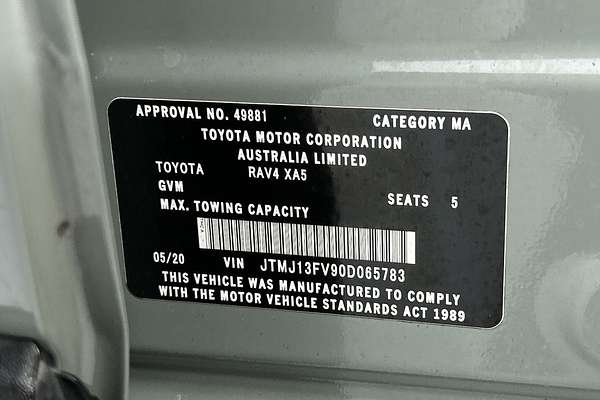 APPROVAL NO. 49881 CATEGORY MA
TOYOTA MOTOR CORPORATION
AUSTRALIA LIMITED
TOYOTA RAV4 XA5
GVM SEATS 5
MAX. TOWING CAPACITY
05/20 VIN JTMJ13FV90D065783
THIS VEHICLE WAS MANUFACTURED TO COMPLY
WITH THE MOTOR VEHICLE STANDARDS ACT 1989